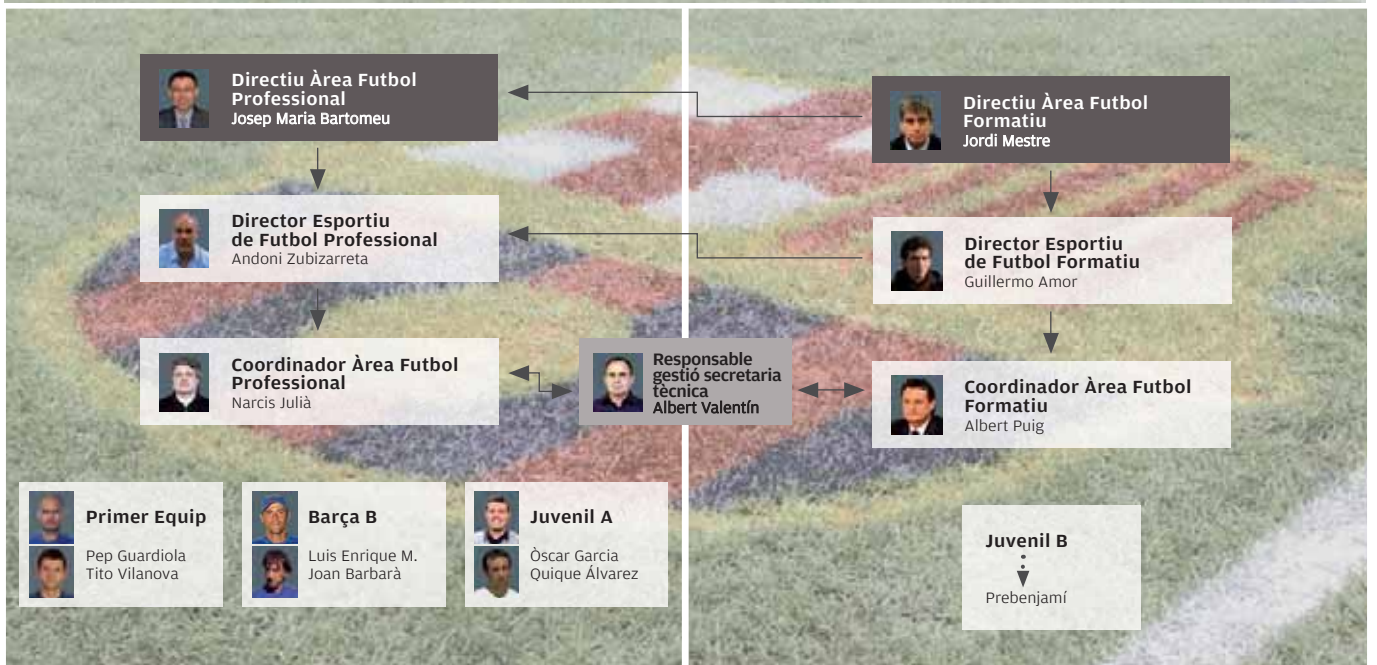 Directiu Àrea Futbol
Professional
Josep Maria Bartomeu
Director Esportiu
de Futbol Professional
Andoni Zubizarreta
Coordinador Àrea Futbol
Professional
Narcis Julià
Responsable
gestió secretaria
tècnica
Albert Valentín
Primer Equip
Pep Guardiola
Tito Vilanova
Barça B
Luis Enrique M.
Joan Barbarà
Juvenil A
Òscar Garcia
Quique Álvarez
Directiu Àrea Futbol
Formatiu
Jordi Mestre
Director Esportiu
de Futbol Formatiu
Guillermo Amor
Coordinador Àrea Futbol
Formatiu
Albert Puig
Juvenil B
Prebenjamí